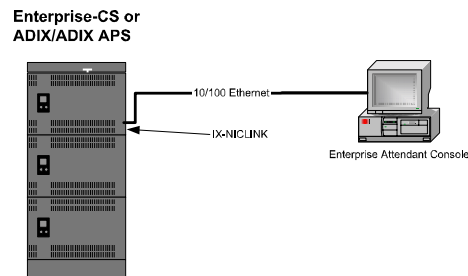 Enterprise-CS or
ADIX/ADIX APS
10/100 Ethernet
IX-NICLINK
Enterprise Attendant Console